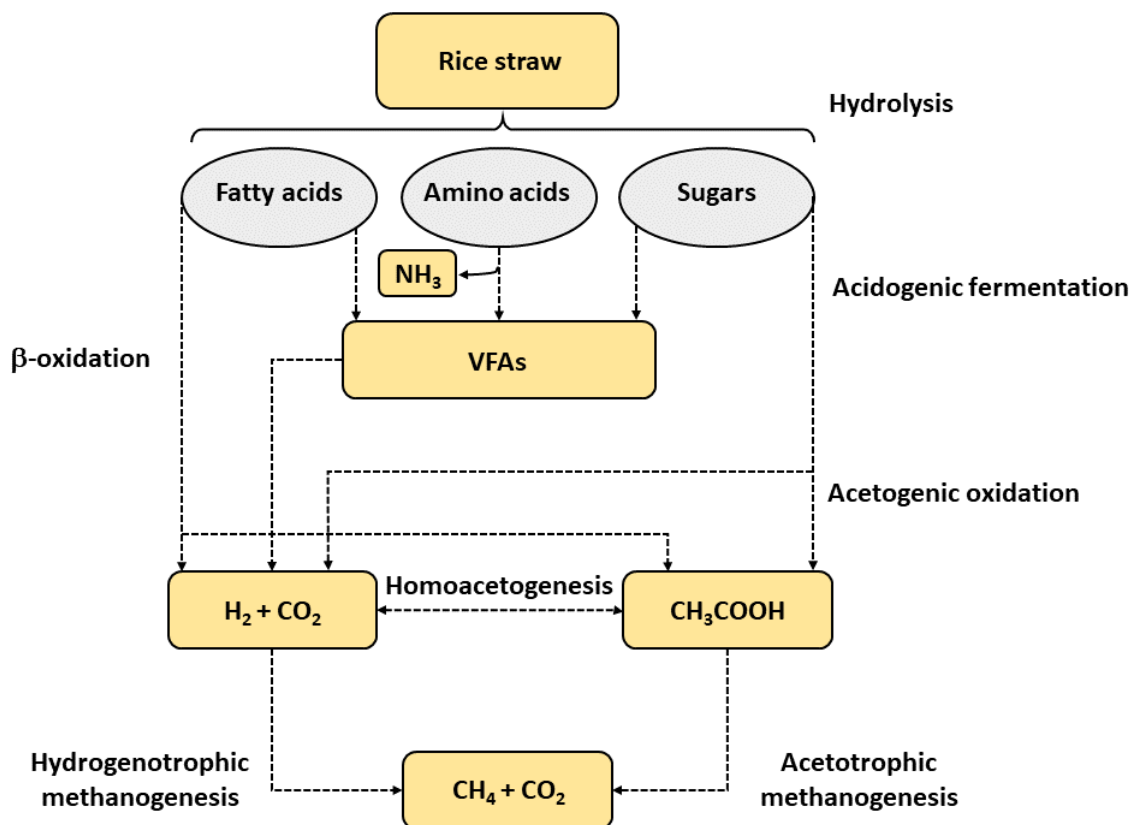 Rice straw
Hydrolysis
Fatty acids
Amino acids
Sugars
NH₃
Acidogenic fermentation
β-oxidation
VFAs
Acetogenic oxidation
Homoacetogenesis
H₂ + CO₂
CH₃COOH
Hydrogenotrophic
methanogenesis
CH₄ + CO₂
Acetotrophic
methanogenesis